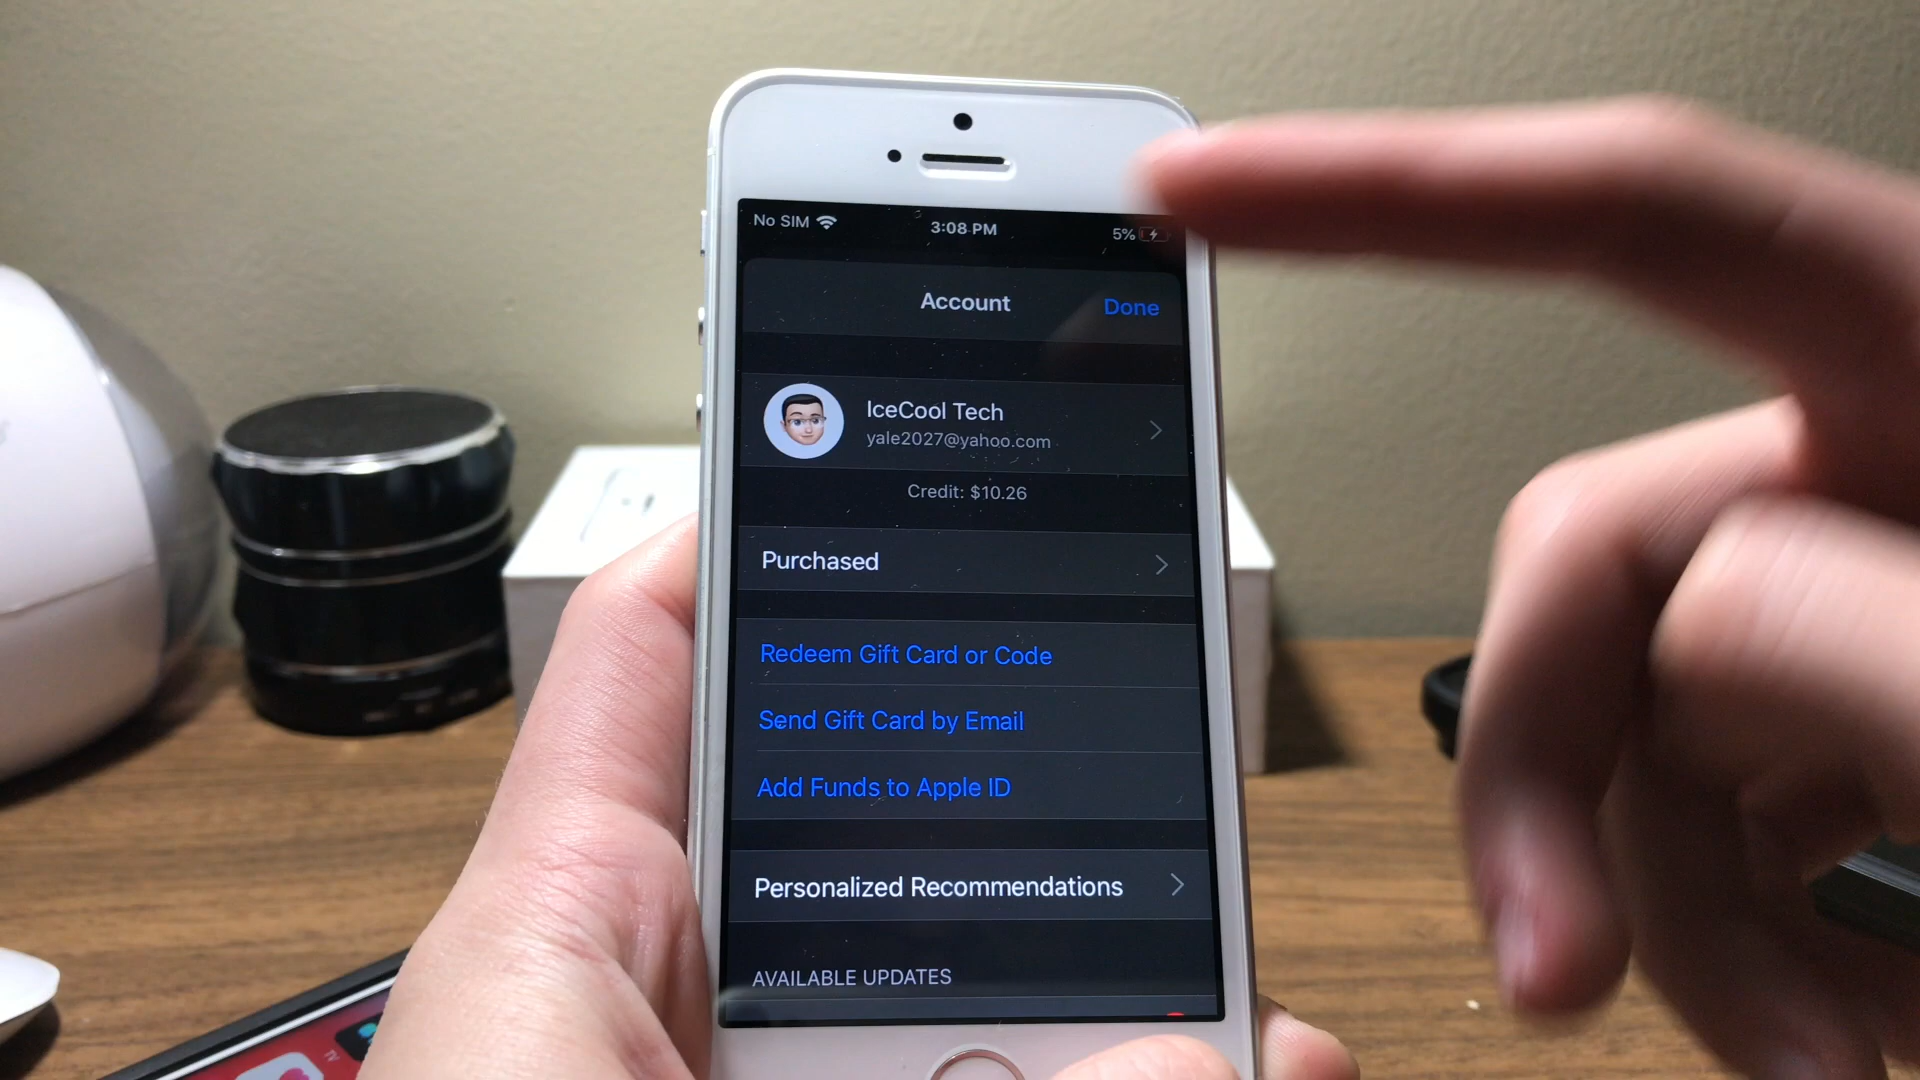 No SIM
3:08 PM
5%
Account
Done
IceCool Tech
yale2027@yahoo.com
Credit: $10.26
Purchased
Redeem Gift Card or Code
Send Gift Card by Email
Add Funds to Apple ID
Personalized Recommendations
AVAILABLE UPDATES
tv